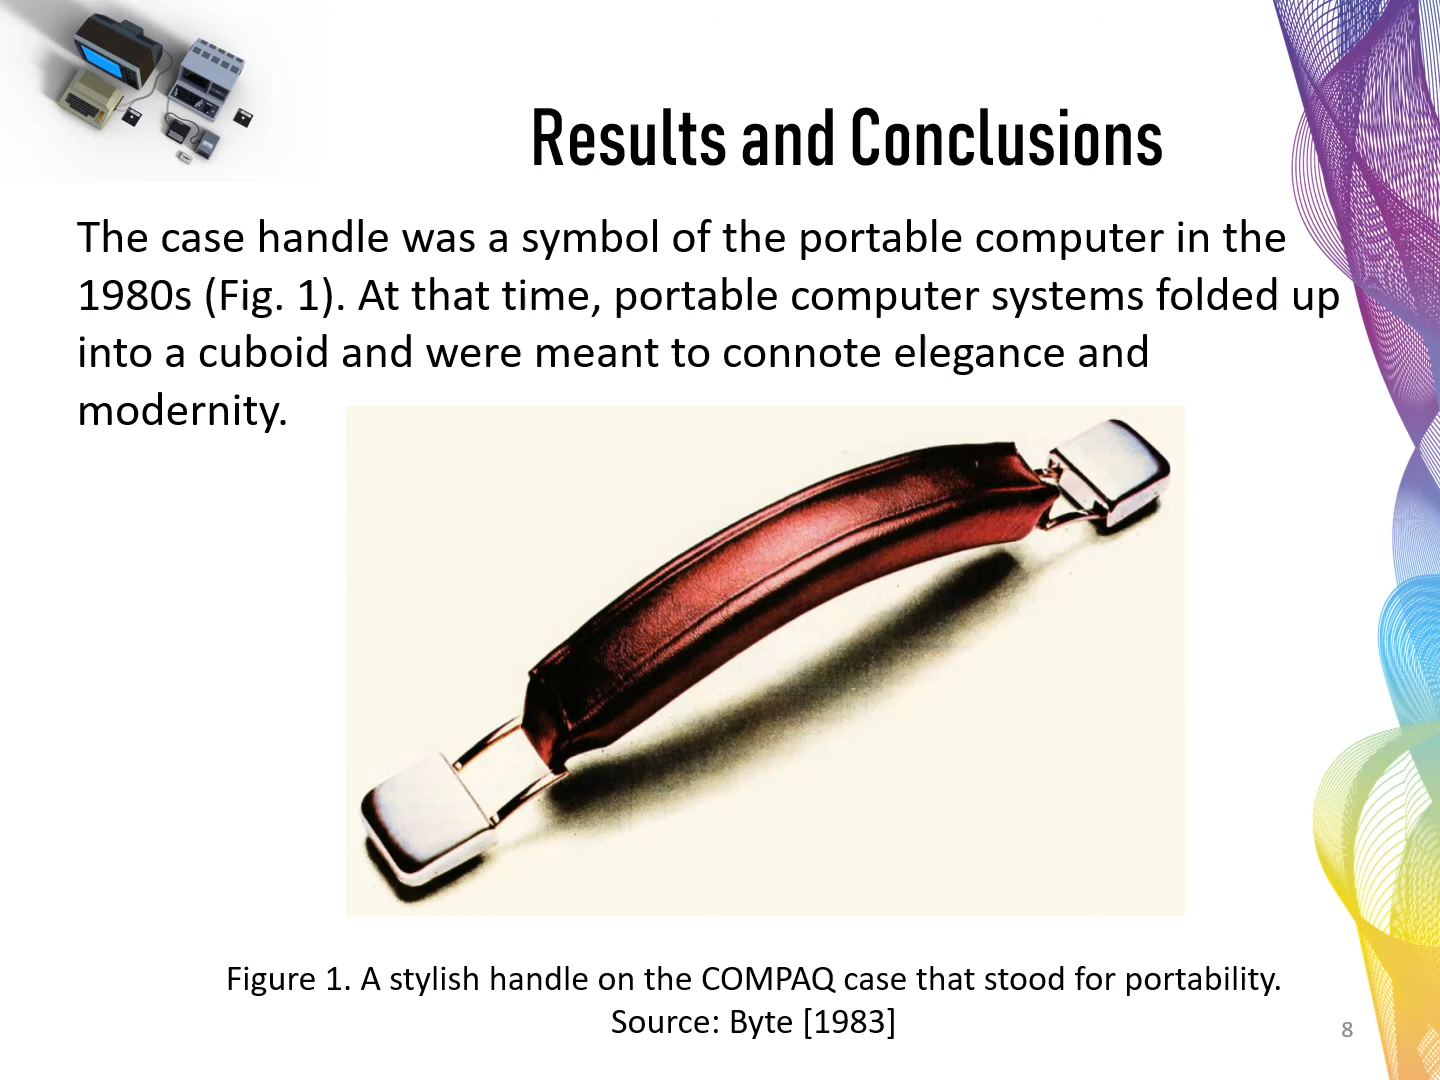 Results and Conclusions
The case handle was a symbol of the portable computer in the
1980s (Fig. 1). At that time, portable computer systems folded up
into a cuboid and were meant to connote elegance and
modernity.
Figure 1. A stylish handle on the COMPAQ case that stood for portability.
Source: Byte [1983]
8